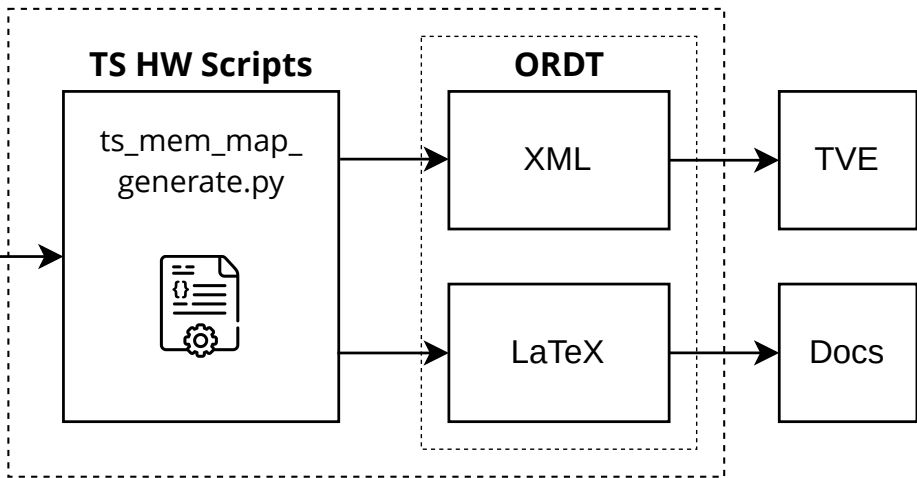 TS HW Scripts
ts_mem_map_
generate.py
{}
ORDT
XML
LaTeX
TVE
Docs